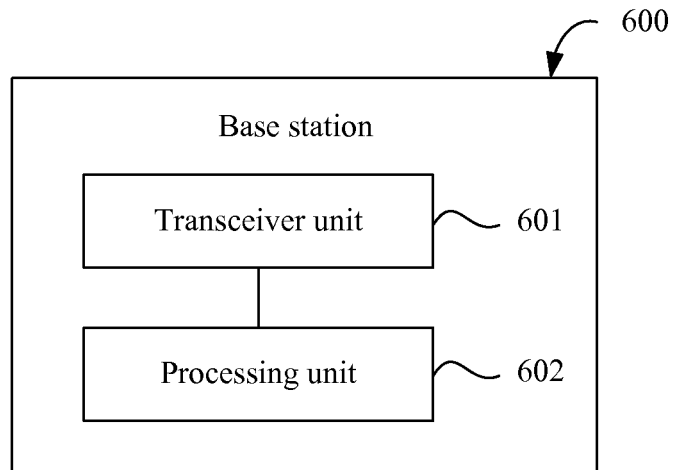 600
Base station
Transceiver unit
601
Processing unit
602